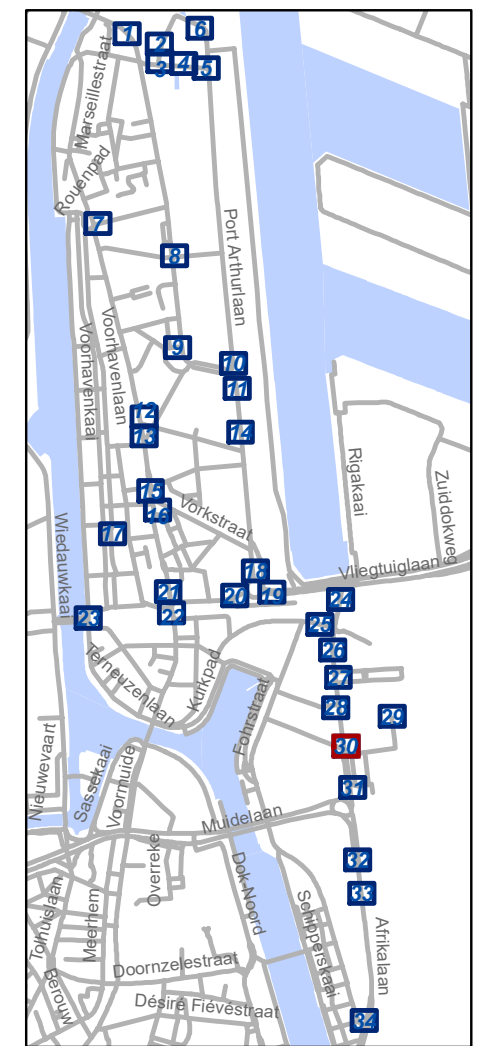 1
2
6
3
4
5
Marseillestraat
Rouenpad
7
Port Arthurlaan
8
Voorhavenlaan
Voorhavenkaai
9
10
11
12
13
14
Rigakaai
Zuiddokweg
15
16
Vorkstraat
17
Wiedauwkaai
18
Vliegtuiglaan
19
20
21
22
23
24
25
26
27
28
29
30
31
Terneuzenlaan
Kurkpad
Fohrstraat
Nieuwevaart
Sassekaai
Voormuide
Muidelaan
Overreke
Dok-Noord
32
33
Tolhuislaan
Meerhem
Schipperskaai
Afrikalaan
Doornzelestraat
Berouw
Désiré Fiévéstraat
34